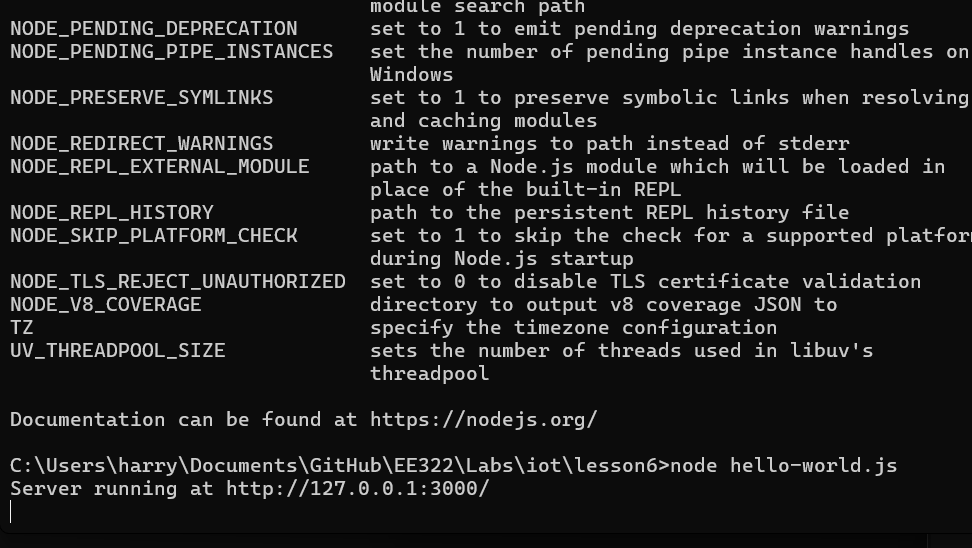 module search path
NODE_PENDING_DEPRECATION set to 1 to emit pending deprecation warnings
NODE_PENDING_PIPE_INSTANCES set the number of pending pipe instance handles on
Windows
NODE_PRESERVE_SYMLINKS set to 1 to preserve symbolic links when resolving
and caching modules
NODE_REDIRECT_WARNINGS write warnings to path instead of stderr
NODE_REPL_EXTERNAL_MODULE path to a Node.js module which will be loaded in
place of the built-in REPL
NODE_REPL_HISTORY path to the persistent REPL history file
NODE_SKIP_PLATFORM_CHECK set to 1 to skip the check for a supported platform
during Node.js startup
NODE_TLS_REJECT_UNAUTHORIZED set to 0 to disable TLS certificate validation
NODE_V8_COVERAGE directory to output v8 coverage JSON to
TZ specify the timezone configuration
UV_THREADPOOL_SIZE sets the number of threads used in libuv's
threadpool
Documentation can be found at https://nodejs.org/
C:\Users\harry\Documents\GitHub\EE322\Labs\iot\lesson6>node hello-world.js
Server running at http://127.0.0.1:3000/